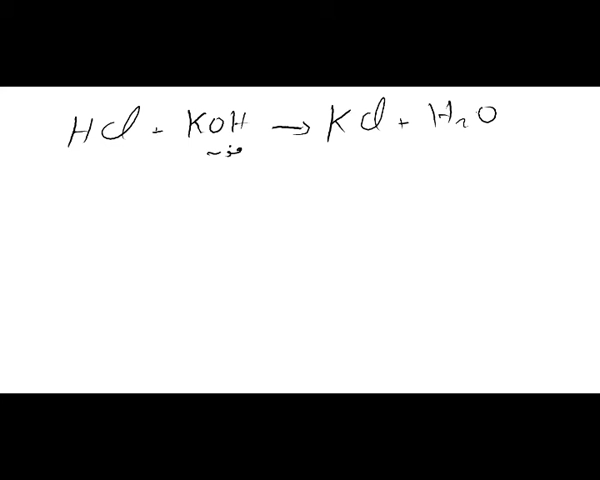 HCl + KOH → KCl + H₂O